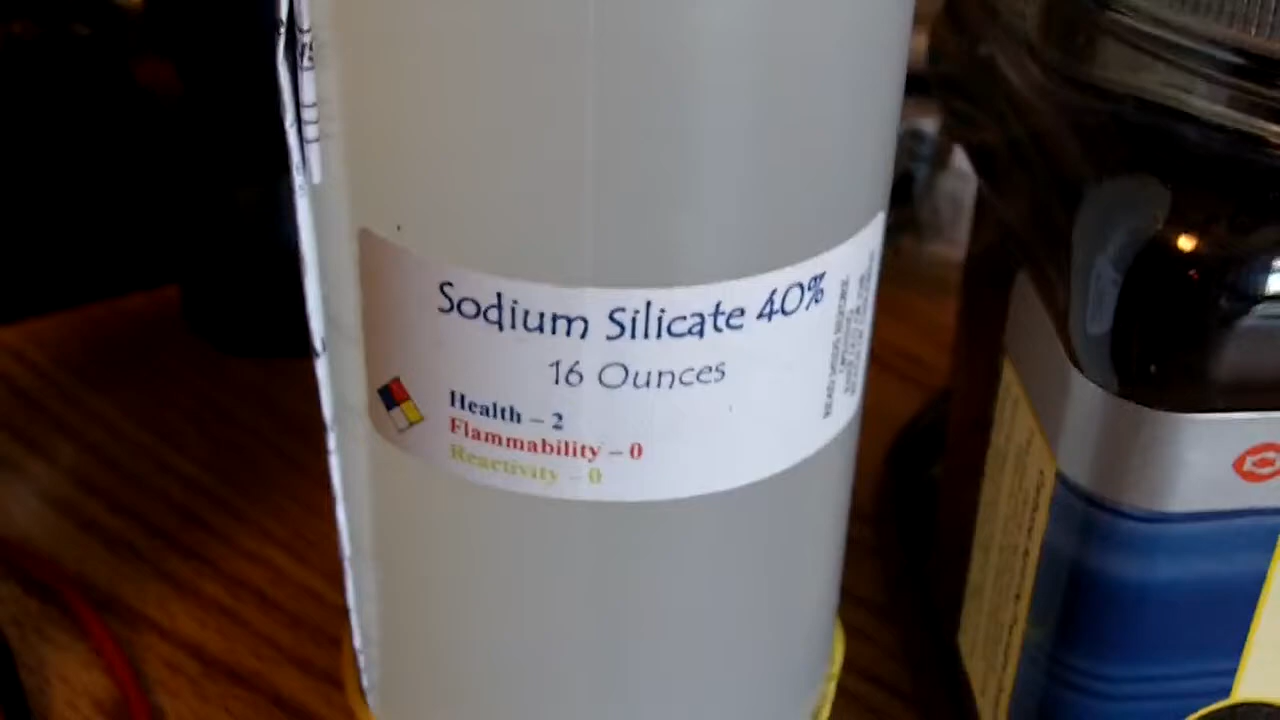 Sodium Silicate 40%
16 Ounces
Health – 2
Flammability – 0
Reactivity – 0